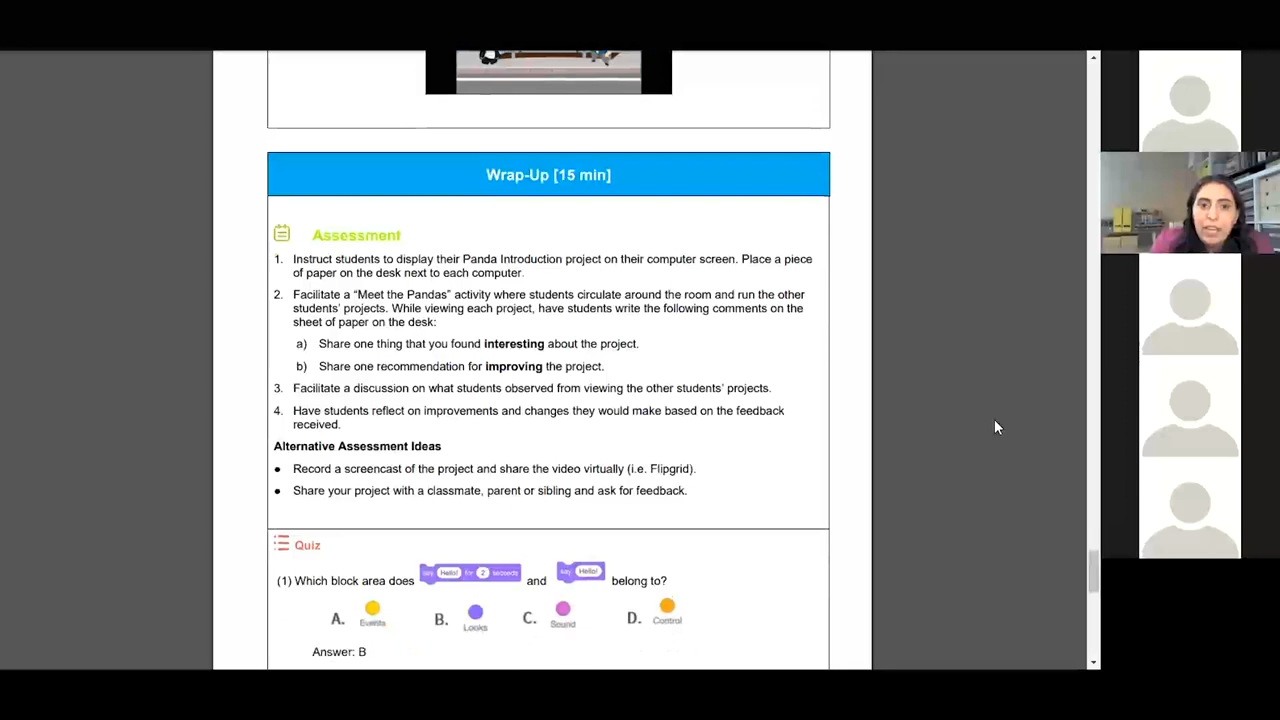 Wrap-Up [15 min]
Assessment
1. Instruct students to display their Panda Introduction project on their computer screen. Place a piece
of paper on the desk next to each computer.
2. Facilitate a “Meet the Pandas” activity where students circulate around the room and run the other
students’ projects. While viewing each project, have students write the following comments on the
sheet of paper on the desk:
a) Share one thing that you found interesting about the project.
b) Share one recommendation for improving the project.
3. Facilitate a discussion on what students observed from viewing the other students’ projects.
4. Have students reflect on improvements and changes they would make based on the feedback
received.
Alternative Assessment Ideas
● Record a screencast of the project and share the video virtually (i.e. Flipgrid).
● Share your project with a classmate, parent or sibling and ask for feedback.
Quiz
(1) Which block area does say Hello! for 2 seconds and say Hello! belong to?
A. Events B. Looks C. Sound D. Control
Answer: B